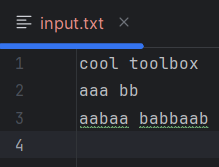 input.txt
1 cool toolbox
2 aaa bb
3 aabaa babbaab
4